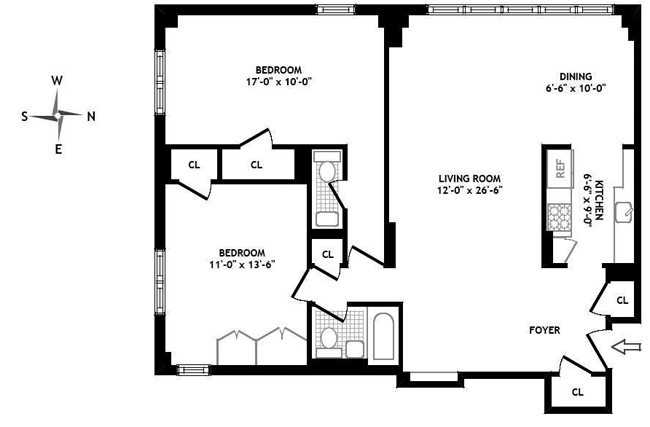 W
S
N
E
BEDROOM
17'-0" x 10'-0"
DINING
6'-6" x 10'-0"
CL
CL
REF
KITCHEN
6'-6" x 9'-0"
LIVING ROOM
12'-0" x 26'-6"
BEDROOM
11'-0" x 13'-6"
CL
CL
FOYER
CL